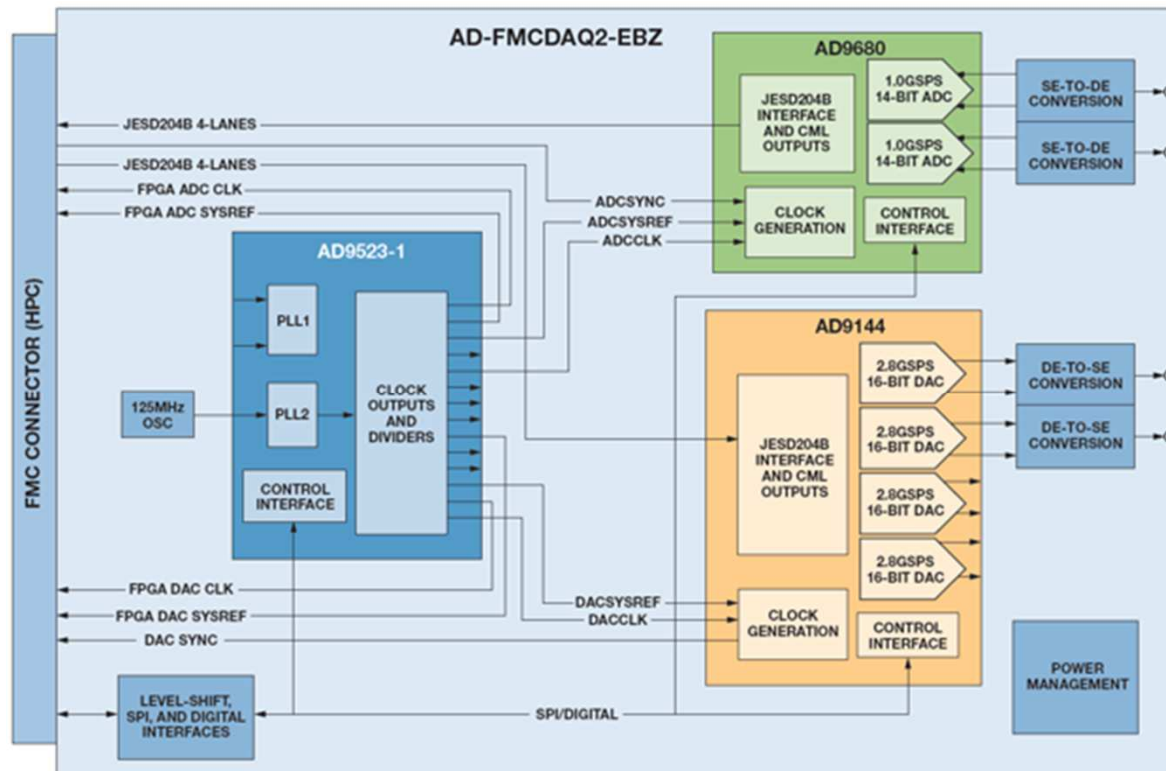 AD-FMCDAQ2-EBZ
FMC CONNECTOR (HPC)
JESD204B 4-LANES
JESD204B 4-LANES
FPGA ADC CLK
FPGA ADC SYSREF
AD9680
JESD204B
INTERFACE
AND CML
OUTPUTS
1.0GSPS
14-BIT ADC
1.0GSPS
14-BIT ADC
SE-TO-DE
CONVERSION
SE-TO-DE
CONVERSION
ADCSYNC
ADCSYSREF
ADCCLK
CLOCK
GENERATION
CONTROL
INTERFACE
AD9523-1
PLL1
125MHz
OSC
PLL2
CLOCK
OUTPUTS
AND
DIVIDERS
CONTROL
INTERFACE
AD9144
JESD204B
INTERFACE
AND CML
OUTPUTS
2.8GSPS
16-BIT DAC
2.8GSPS
16-BIT DAC
2.8GSPS
16-BIT DAC
2.8GSPS
16-BIT DAC
DE-TO-SE
CONVERSION
DE-TO-SE
CONVERSION
FPGA DAC CLK
FPGA DAC SYSREF
DAC SYNC
DACSYSREF
DACCLK
CLOCK
GENERATION
CONTROL
INTERFACE
LEVEL-SHIFT,
SPI, AND DIGITAL
INTERFACES
SPI/DIGITAL
POWER
MANAGEMENT